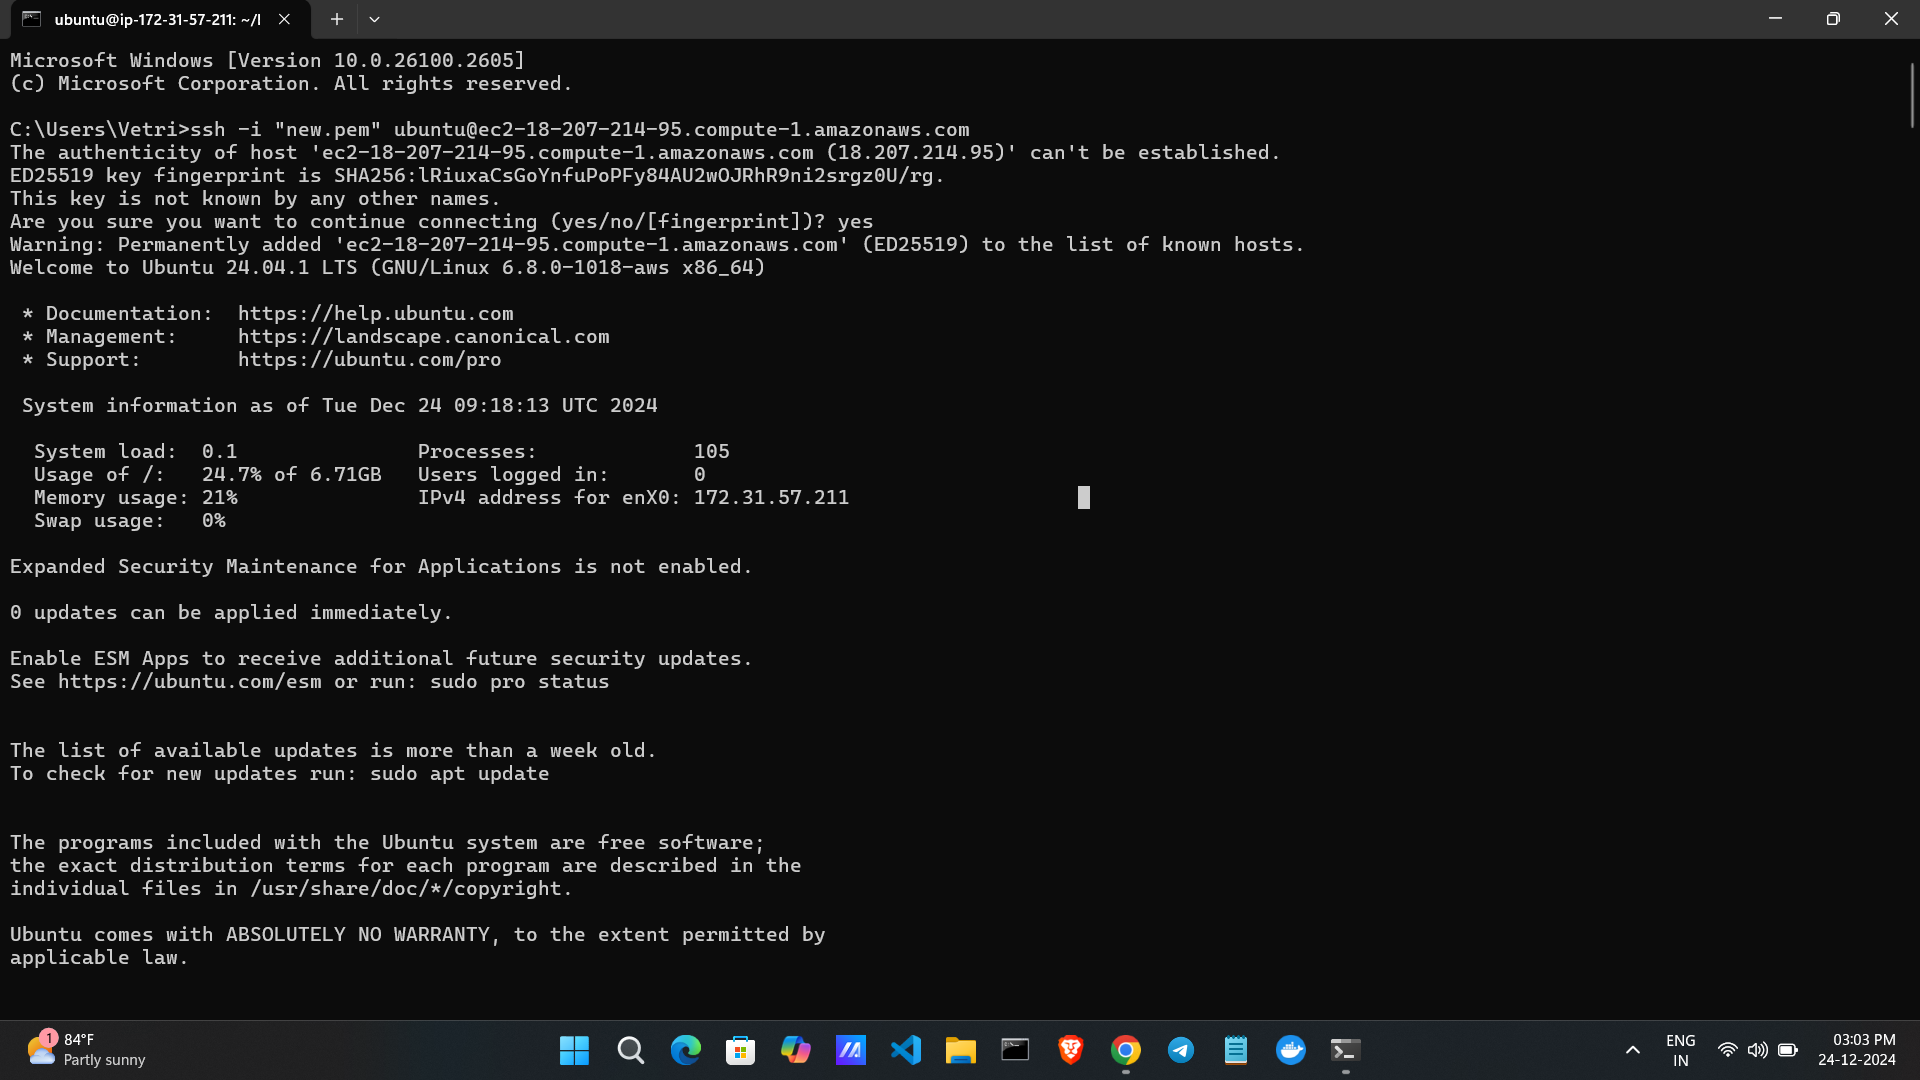 ubuntu@ip-172-31-57-211: ~/l
Microsoft Windows [Version 10.0.26100.2605]
(c) Microsoft Corporation. All rights reserved.
C:\Users\Vetri>ssh -i "new.pem" ubuntu@ec2-18-207-214-95.compute-1.amazonaws.com
The authenticity of host 'ec2-18-207-214-95.compute-1.amazonaws.com (18.207.214.95)' can't be established.
ED25519 key fingerprint is SHA256:lRiuxaCsGoYnfuPoPFy84AU2wOJRhR9ni2srgz0U/rg.
This key is not known by any other names.
Are you sure you want to continue connecting (yes/no/[fingerprint])? yes
Warning: Permanently added 'ec2-18-207-214-95.compute-1.amazonaws.com' (ED25519) to the list of known hosts.
Welcome to Ubuntu 24.04.1 LTS (GNU/Linux 6.8.0-1018-aws x86_64)
* Documentation:  https://help.ubuntu.com
* Management:     https://landscape.canonical.com
* Support:        https://ubuntu.com/pro
System information as of Tue Dec 24 09:18:13 UTC 2024
System load:  0.1               Processes:             105
Usage of /:   24.7% of 6.71GB   Users logged in:       0
Memory usage: 21%               IPv4 address for enX0: 172.31.57.211
Swap usage:   0%
Expanded Security Maintenance for Applications is not enabled.
0 updates can be applied immediately.
Enable ESM Apps to receive additional future security updates.
See https://ubuntu.com/esm or run: sudo pro status
The list of available updates is more than a week old.
To check for new updates run: sudo apt update
The programs included with the Ubuntu system are free software;
the exact distribution terms for each program are described in the
individual files in /usr/share/doc/*/copyright.
Ubuntu comes with ABSOLUTELY NO WARRANTY, to the extent permitted by
applicable law.
1
84°F
Partly sunny
ENG
IN
03:03 PM
24-12-2024